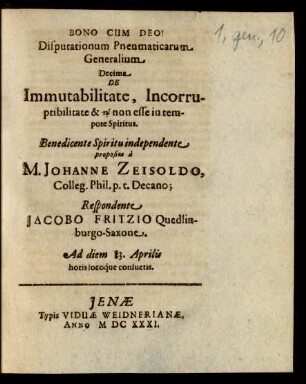 1. gen. 10
BONO CUM DEO!
Disputationum Pneumaticarum
Generalium
Decima
DE
Immutabilitate, Incorru-
ptibilitate & τῷ non esse in tem-
pore Spiritus.
Benedicente Spiritu independente
proposita à
M. JOHANNE ZEISOLDO,
Colleg. Phil. p. t. Decano;
Respondente
JACOBO FRITZIO Quedlin-
burgo-Saxone.
Ad diem 13. Aprilis
horis locoque consuetis.
JENÆ
Typis VIDUÆ WEIDNERIANÆ,
ANNO M DC XXXI.